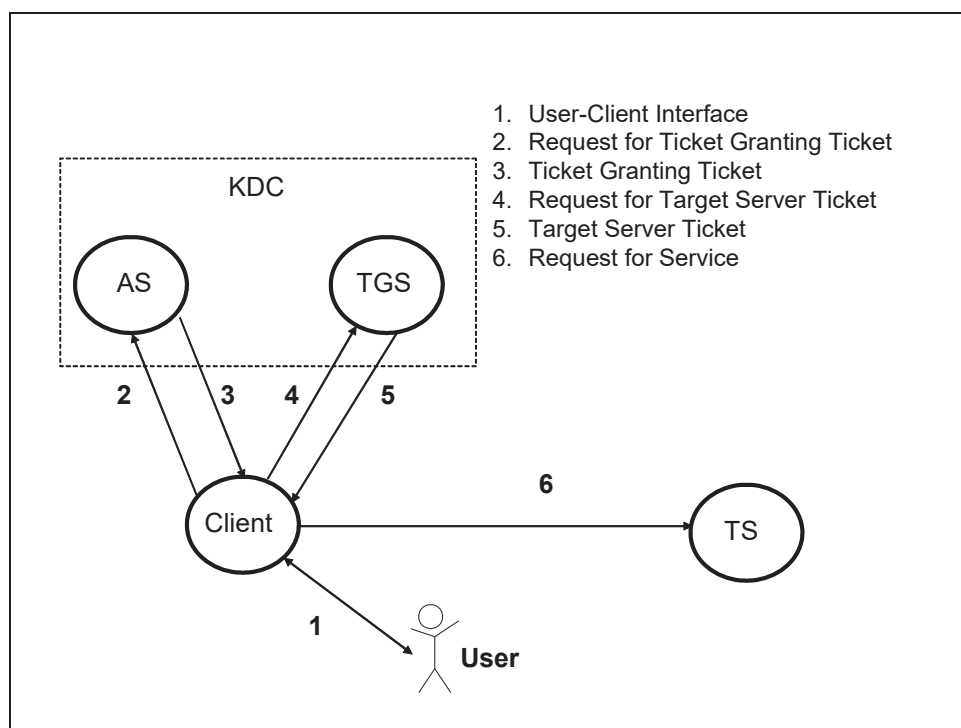 1. User-Client Interface
2. Request for Ticket Granting Ticket
3. Ticket Granting Ticket
4. Request for Target Server Ticket
5. Target Server Ticket
6. Request for Service
KDC
AS
TGS
2
3
4
5
6
Client
TS
1
User